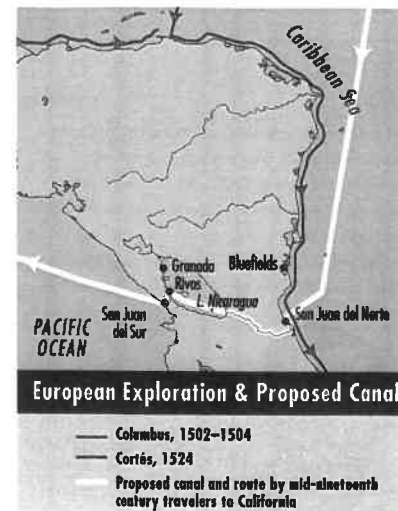 Caribbean Sea
Granada
Bluefields
Rivas
L. Nicaragua
San Juan
del Sur
San Juan del Norte
PACIFIC
OCEAN
European Exploration & Proposed Canal
Columbus, 1502–1504
Cortés, 1524
Proposed canal and route by mid-nineteenth
century travelers to California